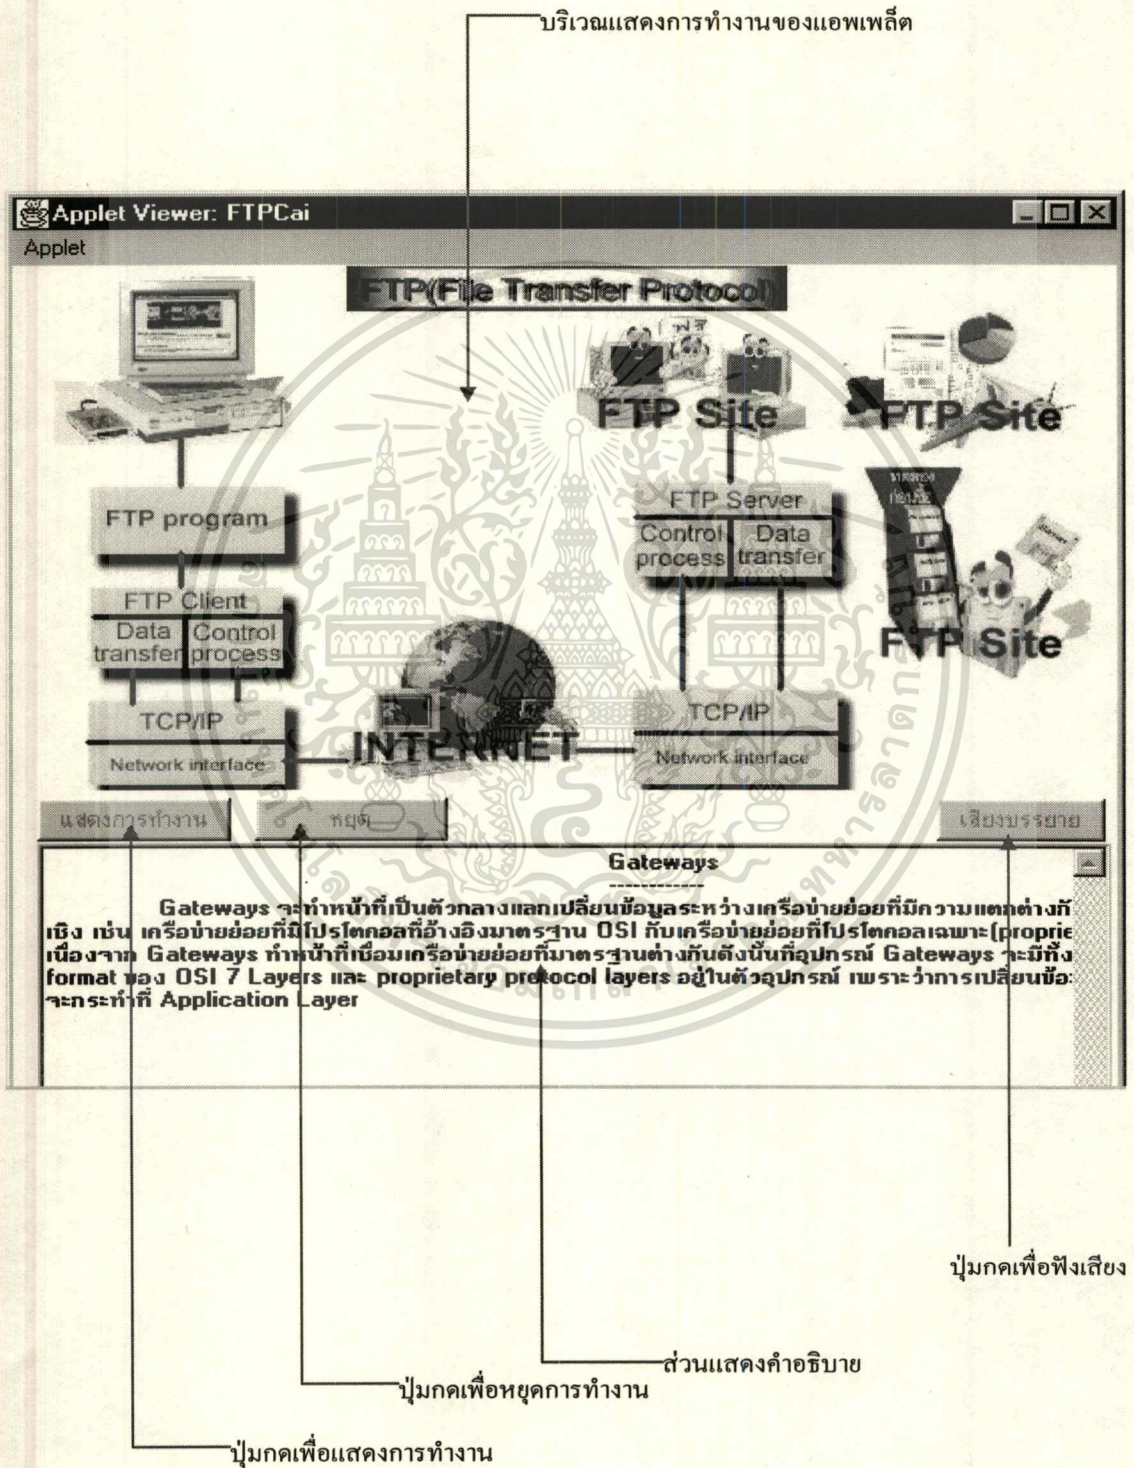 บริเวณแสดงการทำงานของแอพเพล็ต
Applet Viewer: FTPCai
Applet
FTP(File Transfer Protocol)
ฟรี
FTP Site
FTP Site
FTP program
FTP Server
Control process
Data transfer
FTP Client
Data transfer
Control process
FTP Site
TCP/IP
Network interface
INTERNET
TCP/IP
Network interface
แสดงการทำงาน
หยุด
เสียงบรรยาย
Gateways
------------
Gateways จะทำหน้าที่เป็นตัวกลางแลกเปลี่ยนข้อมูลระหว่างเครือข่ายย่อยที่มีความแตกต่างกั
เชิง เช่น เครือข่ายย่อยที่มีโปรโตคอลที่อ้างอิงมาตรฐาน OSI กับเครือข่ายย่อยที่โปรโตคอลเฉพาะ(proprie
เนื่องจาก Gateways ทำหน้าที่เชื่อมเครือข่ายย่อยที่มาตรฐานต่างกันดังนั้นที่อุปกรณ์ Gateways จะมีทั้ง
format ของ OSI 7 Layers และ proprietary protocol layers อยู่ในตัวอุปกรณ์ เพราะว่าการเปลี่ยนข้อ
จะกระทำที่ Application Layer
ปุ่มกดเพื่อฟังเสียง
ส่วนแสดงคำอธิบาย
ปุ่มกดเพื่อหยุดการทำงาน
ปุ่มกดเพื่อแสดงการทำงาน